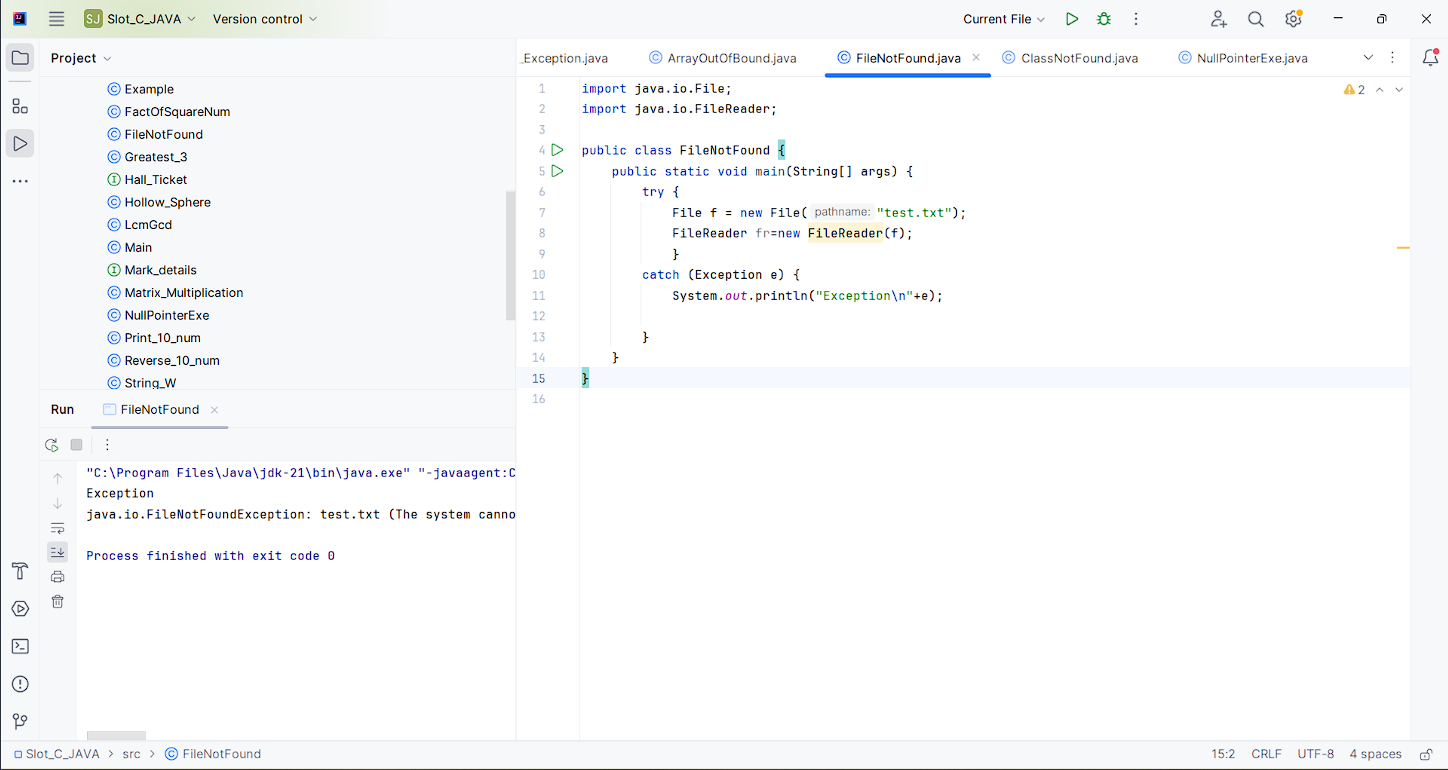 SJ Slot_C_JAVA Version control Current File
Project
Example
FactOfSquareNum
FileNotFound
Greatest_3
Hall_Ticket
Hollow_Sphere
LcmGcd
Main
Mark_details
Matrix_Multiplication
NullPointerExe
Print_10_num
Reverse_10_num
String_W
_Exception.java ArrayOutOfBound.java FileNotFound.java ClassNotFound.java NullPointerExe.java
2
1 import java.io.File;
2 import java.io.FileReader;
3
4 public class FileNotFound {
5 public static void main(String[] args) {
6 try {
7 File f = new File( pathname: "test.txt");
8 FileReader fr=new FileReader(f);
9 }
10 catch (Exception e) {
11 System.out.println("Exception\n"+e);
12
13 }
14 }
15 }
16
Run FileNotFound
"C:\Program Files\Java\jdk-21\bin\java.exe" "-javaagent:C
Exception
java.io.FileNotFoundException: test.txt (The system canno
Process finished with exit code 0
Slot_C_JAVA > src > FileNotFound 15:2 CRLF UTF-8 4 spaces